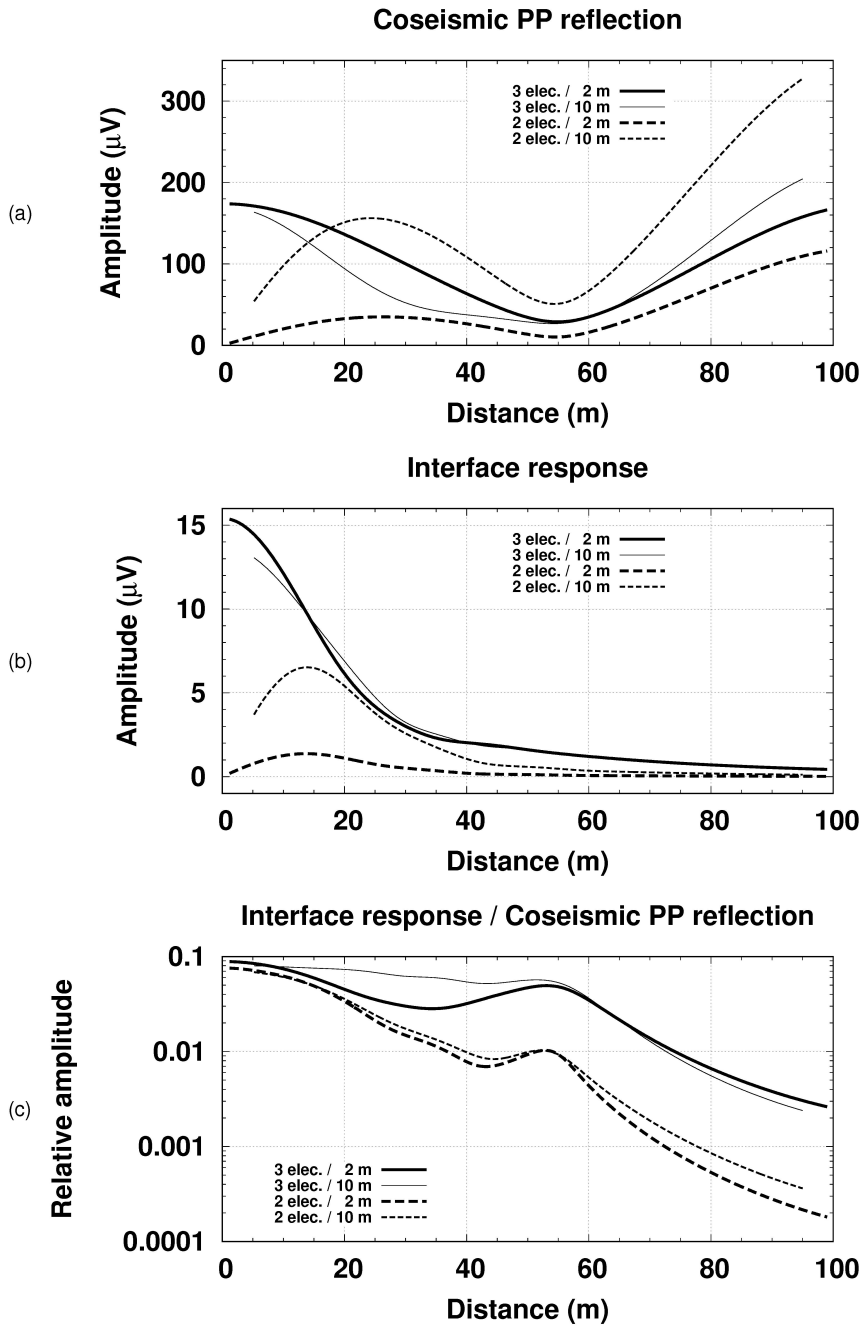 Coseismic PP reflection
(a)
Amplitude (μV)
300
200
100
0
3 elec. / 2 m
3 elec. / 10 m
2 elec. / 2 m
2 elec. / 10 m
0 20 40 60 80 100
Distance (m)
Interface response
(b)
Amplitude (μV)
15
10
5
0
3 elec. / 2 m
3 elec. / 10 m
2 elec. / 2 m
2 elec. / 10 m
0 20 40 60 80 100
Distance (m)
Interface response / Coseismic PP reflection
(c)
Relative amplitude
0.1
0.01
0.001
0.0001
3 elec. / 2 m
3 elec. / 10 m
2 elec. / 2 m
2 elec. / 10 m
0 20 40 60 80 100
Distance (m)